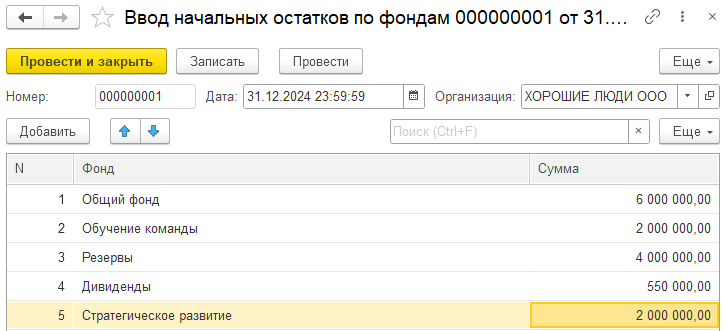 Ввод начальных остатков по фондам 000000001 от 31....
Провести и закрыть Записать Провести Еще
Номер: 000000001 Дата: 31.12.2024 23:59:59 Организация: ХОРОШИЕ ЛЮДИ ООО
Добавить Поиск (Ctrl+F) × Еще
N Фонд Сумма
1 Общий фонд 6 000 000,00
2 Обучение команды 2 000 000,00
3 Резервы 4 000 000,00
4 Дивиденды 550 000,00
5 Стратегическое развитие 2 000 000,00